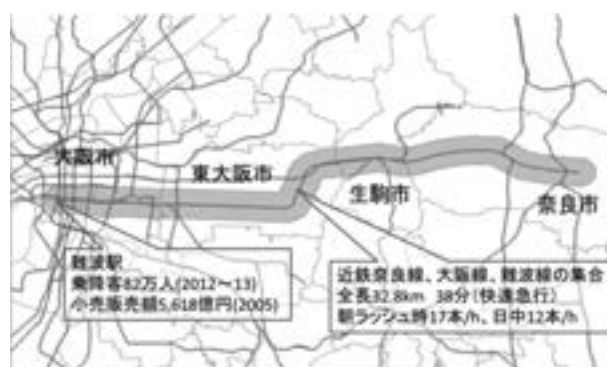 大阪市
東大阪市
生駒市
奈良市
難波駅
乗降客82万人(2012～13)
小売販売額5,618億円(2005)
近鉄奈良線、大阪線、難波線の集合
全長32.8km 38分(快速急行)
朝ラッシュ時17本/h、日中12本/h